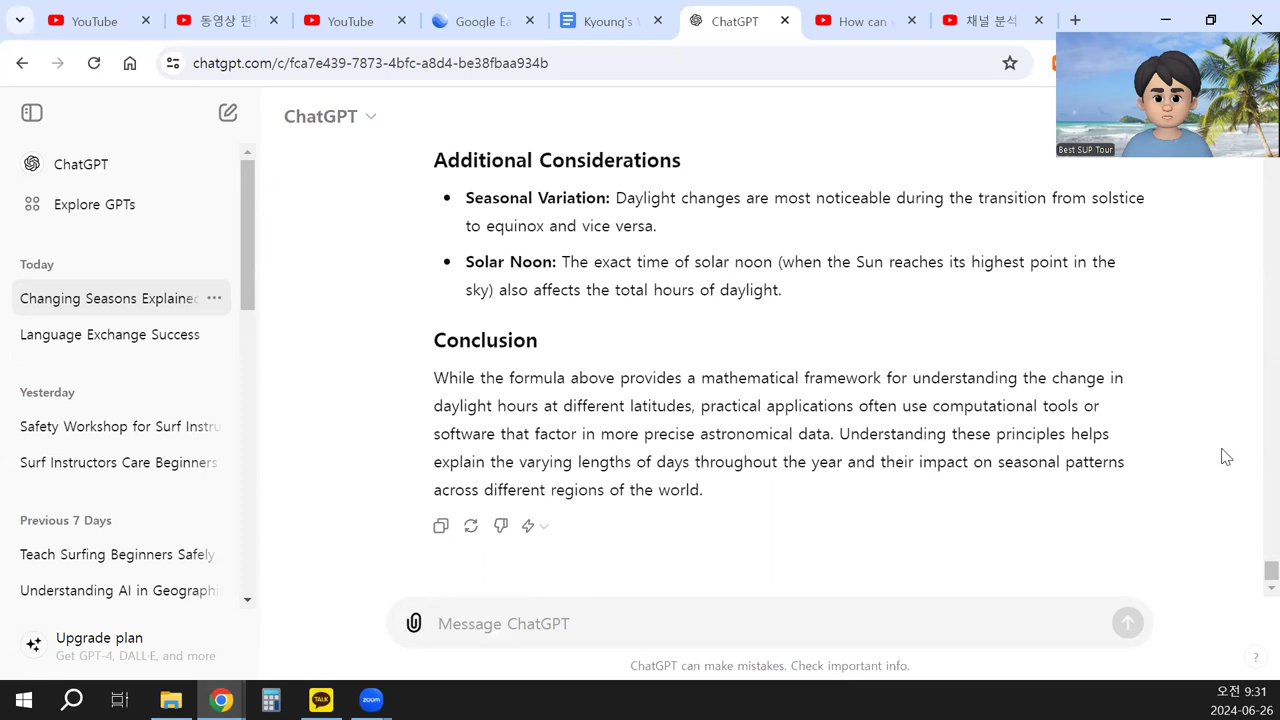 YouTube
동영상 편
YouTube
Google Ea
Kyoung's
ChatGPT
How can
채널 분석
chatgpt.com/c/fca7e439-7873-4bfc-a8d4-be38fbaa934b
Best SUP Tour
ChatGPT
ChatGPT
Explore GPTs
Today
Changing Seasons Explained
Language Exchange Success
Yesterday
Safety Workshop for Surf Instru
Surf Instructors Care Beginners
Previous 7 Days
Teach Surfing Beginners Safely
Understanding AI in Geographi
Upgrade plan
Get GPT-4, DALL·E, and more
Additional Considerations
• Seasonal Variation: Daylight changes are most noticeable during the transition from solstice
to equinox and vice versa.
• Solar Noon: The exact time of solar noon (when the Sun reaches its highest point in the
sky) also affects the total hours of daylight.
Conclusion
While the formula above provides a mathematical framework for understanding the change in
daylight hours at different latitudes, practical applications often use computational tools or
software that factor in more precise astronomical data. Understanding these principles helps
explain the varying lengths of days throughout the year and their impact on seasonal patterns
across different regions of the world.
Message ChatGPT
ChatGPT can make mistakes. Check important info.
?
TALK
zoom
오전 9:31
2024-06-26